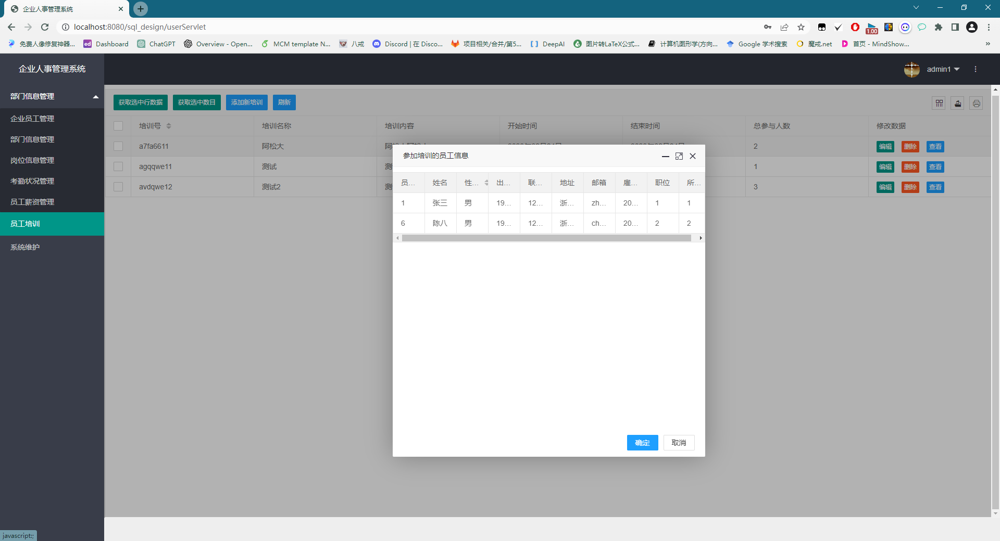 企业人事管理系统
localhost:8080/sql_design/userServlet
1.00
免费人像修复神器...
ed Dashboard
ChatGPT
Overview - Open...
MCM template N...
八戒
Discord | 在 Disco...
项目相关/合并/第5...
DeepAI
图片转LaTeX公式...
计算机图形学(方向...
Google 学术搜索
魔戒.net
首页 - MindShow...
企业人事管理系统
admin1
部门信息管理
企业员工管理
部门信息管理
岗位信息管理
考勤状况管理
员工薪资管理
员工培训
系统维护
获取选中行数据 获取选中数目 添加新培训 刷新
培训号 培训名称 培训内容 开始时间 结束时间 总参与人数 修改数据
a7fa6611 阿松大 2 编辑 删除 查看
agqqwe11 测试 测 1 编辑 删除 查看
avdqwe12 测试2 测 3 编辑 删除 查看
参加培训的员工信息
员... 姓名 性... 出... 联... 地址 邮箱 雇... 职位 所...
1 张三 男 19... 12... 浙... zh... 20... 1 1
6 陈八 男 19... 12... 浙... ch... 20... 2 2
确定 取消
javascript:;